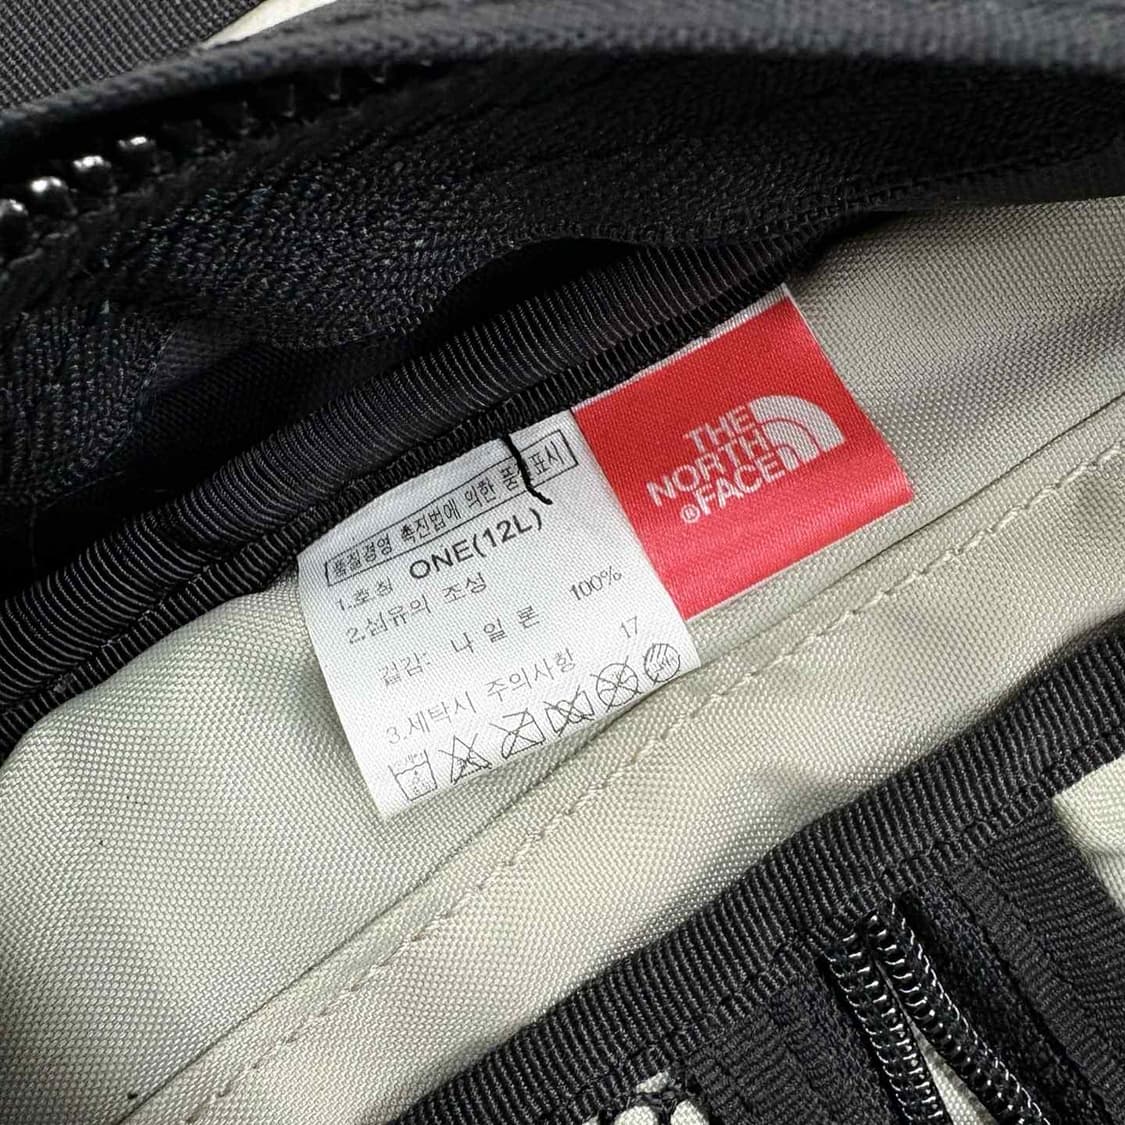 품질경영 촉진법에 의한 품 표시
1.호칭 ONE(12L)
2.섬유의 조성
겉감: 나 일 론 100%
17
3.세탁시 주의사항
THE
NORTH
FACE
®